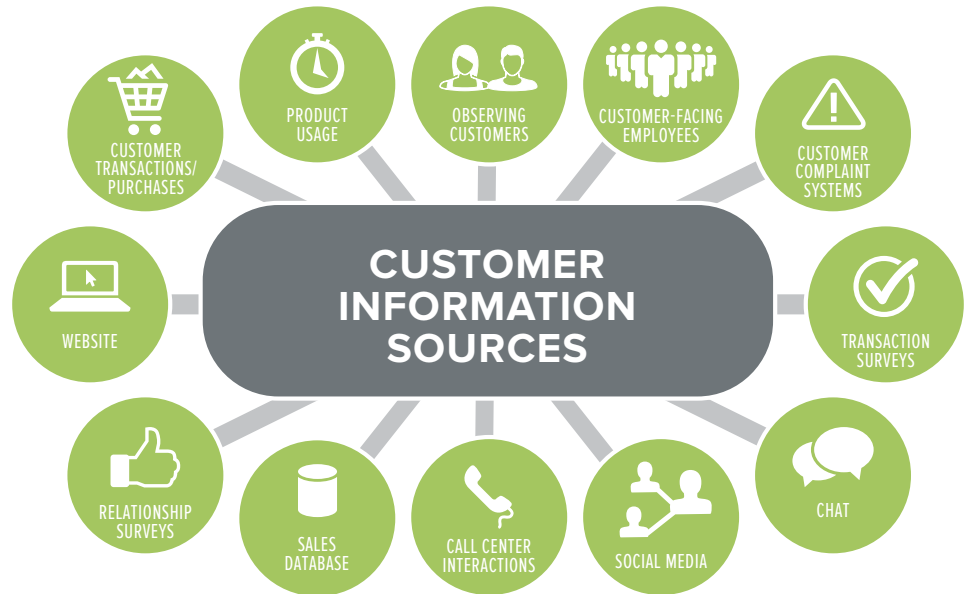 PRODUCT
USAGE
OBSERVING
CUSTOMERS
CUSTOMER-FACING
EMPLOYEES
CUSTOMER
TRANSACTIONS/
PURCHASES
CUSTOMER
COMPLAINT
SYSTEMS
CUSTOMER
INFORMATION
SOURCES
WEBSITE
TRANSACTION
SURVEYS
RELATIONSHIP
SURVEYS
SALES
DATABASE
CALL CENTER
INTERACTIONS
SOCIAL MEDIA
CHAT